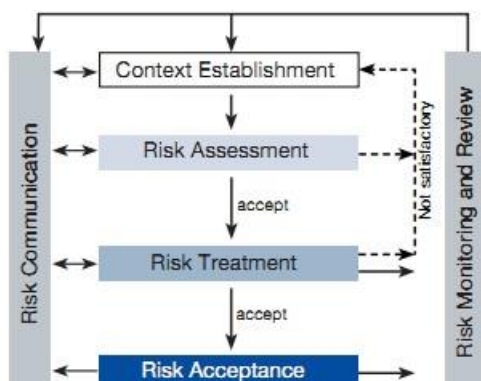 Context Establishment
Risk Assessment
accept
Risk Treatment
accept
Risk Acceptance
Risk Communication
Not satisfactory
Risk Monitoring and Review